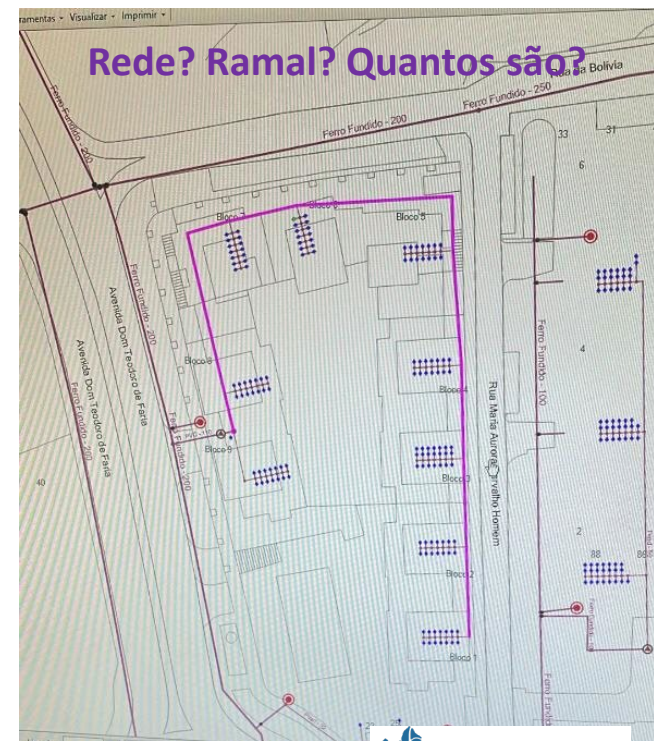 ramentas Visualizar Imprimir
Rede? Ramal? Quantos são?
Rua da Bolívia
Ferro Fundido - 250
Ferro Fundido - 200
Ferro Fundido - 200
33
31
6
Bloco 7
Bloco 6
Bloco 5
Ferro Fundido - 200
Avenida Dom Teodoro de Faria
Avenida Dom Teodoro de Faria
Ferro Fundido - 200
Ferro Fundido - 100
4
Bloco 8
Bloco 4
Rua Maria Aurora Carvalho Homem
Ferro Fundido - 200
Bloco 9
Bloco 3
40
2
88
Bloco 2
Bloco 1